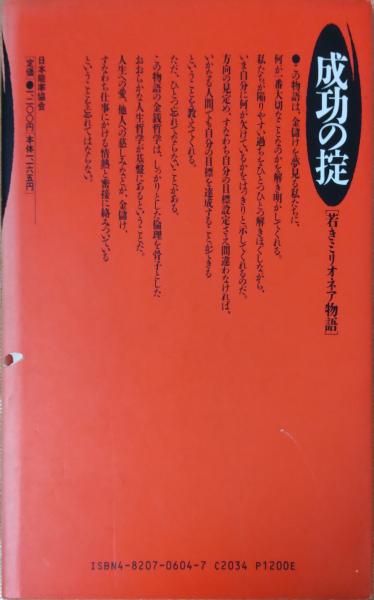 成功の掟
[若きミリオネア物語]
●この物語は、金儲けを夢見る私たちに、
何が一番大切なことなのかを解き明かしてくれる。
私たちが陥りやすい過ちをひとつひとつ解きほぐしながら、
いま自分に何が欠けているかをはっきりと示してくれるのだ。
方向の見定め、すなわち自分の目標設定さえ間違わなければ、
いかなる人間でも自分の目標を達成することができる
ということを教えてくれる。
ただ、ひとつ忘れてならないことがある。
この物語の金銭哲学は、しっかりとした倫理を骨子とした
おおらかな人生哲学が基盤にあるということだ。
人生への愛、他人への慈しみなどが、金儲け、
すなわち仕事にかける情熱と密接に絡みついている
ということを忘れてはならない。
日本能率協会
[定価●1,200円/本体1,165円]
ISBN4-8207-0604-7 C2034 P1200E